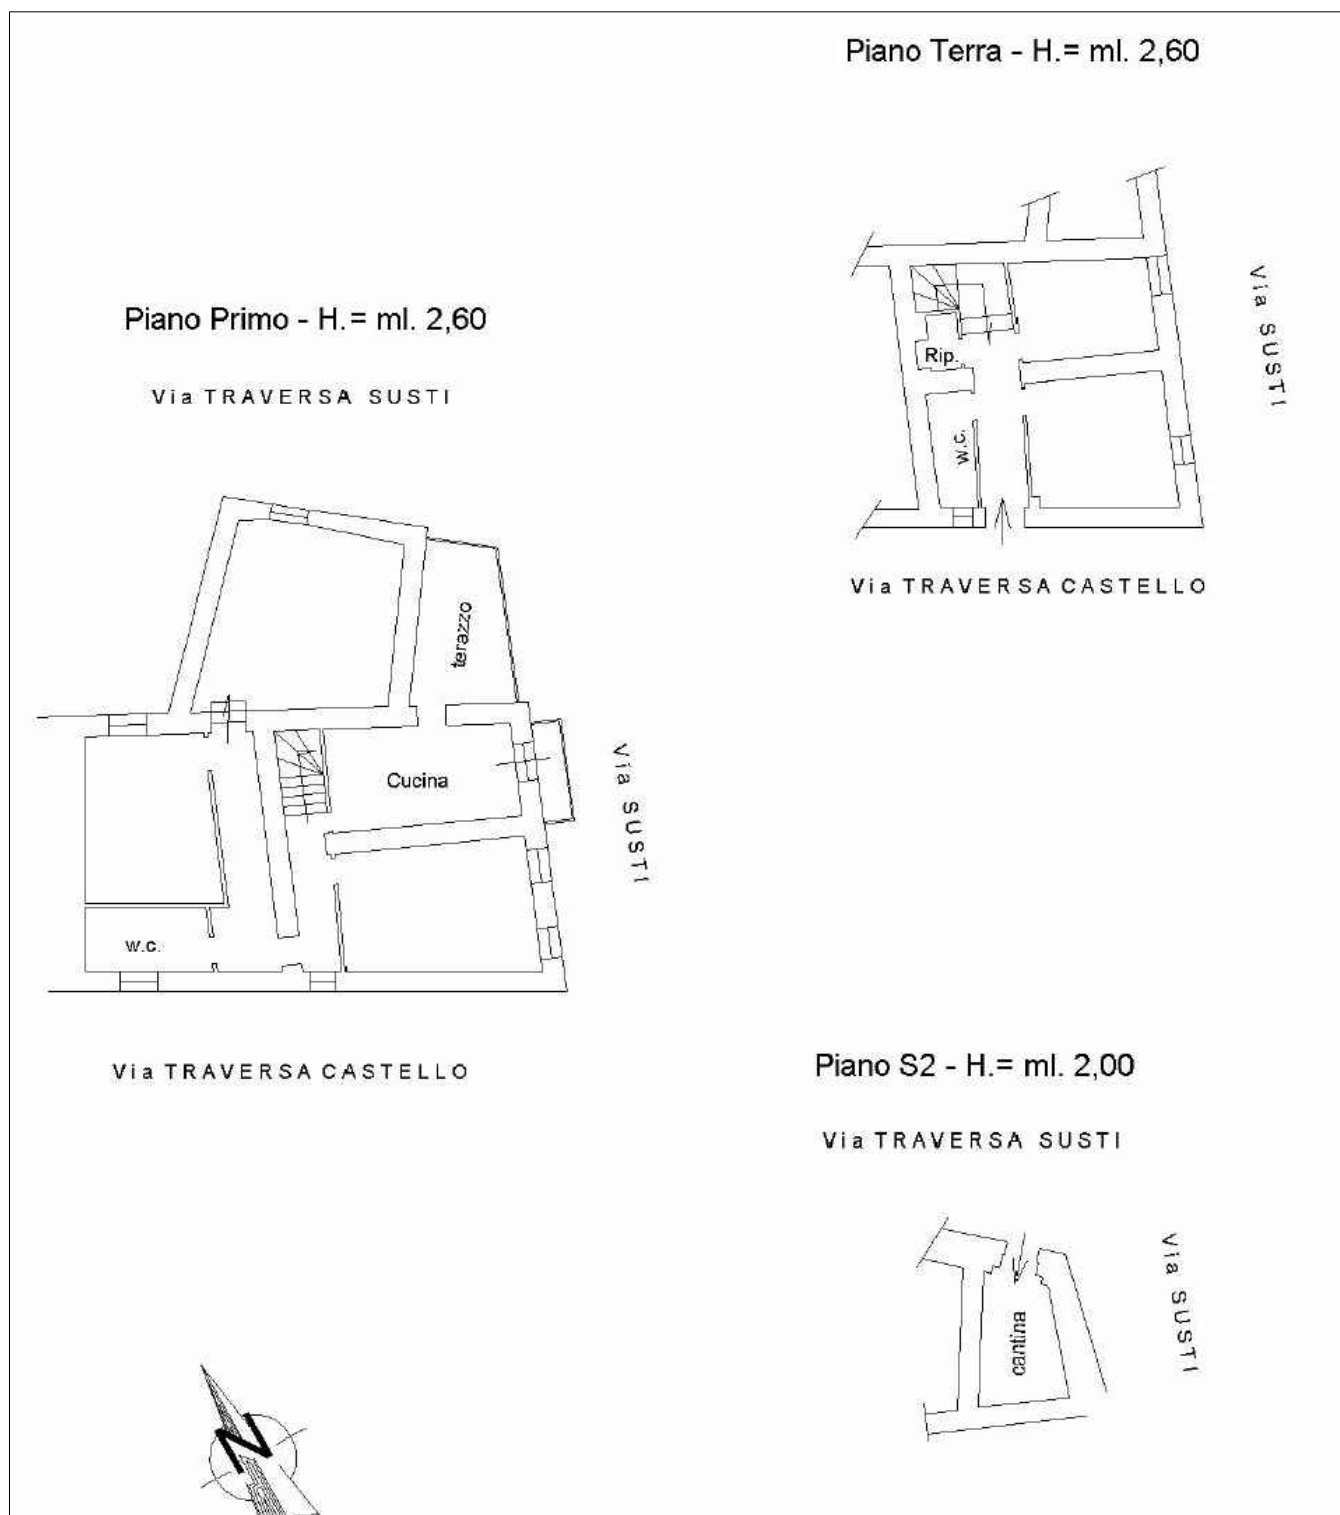 Piano Terra - H.= ml. 2,60
Via SUSTI
Rip.
w.c.
Via TRAVERSA CASTELLO
Piano Primo - H.= ml. 2,60
Via TRAVERSA SUSTI
terazzo
Cucina
Via SUSTI
w.c.
Via TRAVERSA CASTELLO
Piano S2 - H.= ml. 2,00
Via TRAVERSA SUSTI
Via SUSTI
cantina
N